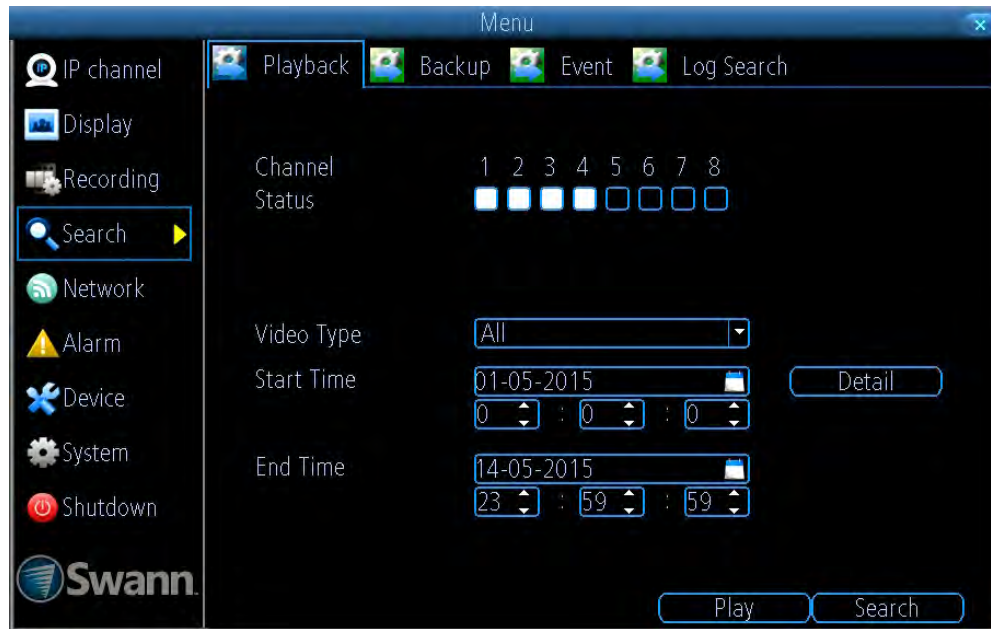 Menu
IP channel
Display
Recording
Search
Network
Alarm
Device
System
Shutdown
Swann
Playback Backup Event Log Search
Channel 1 2 3 4 5 6 7 8
Status
Video Type All
Start Time 01-05-2015 Detail
0 : 0 : 0
End Time 14-05-2015
23 : 59 : 59
Play Search